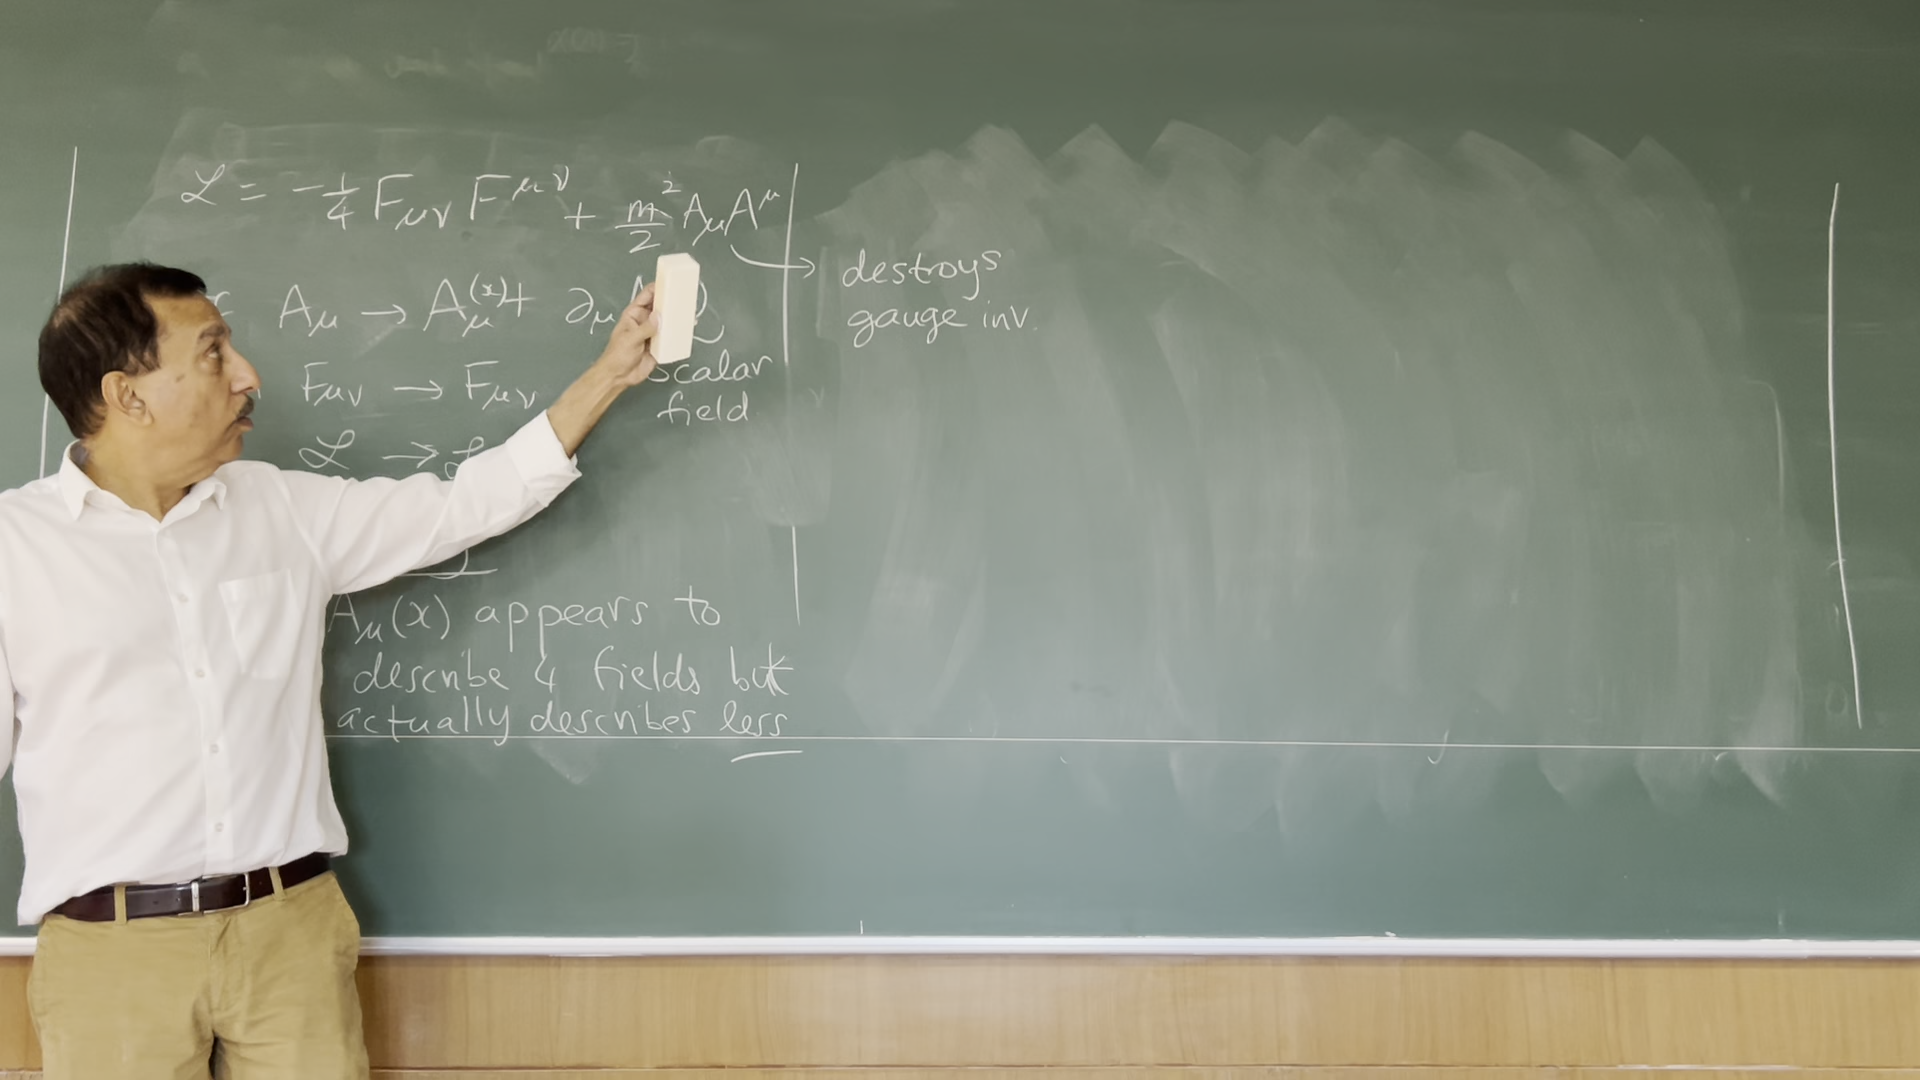 ℒ = -1/4 F_μν F^μν + m²/2 A_μ A^μ
→ destroys
gauge inv.
A_μ → A_μ^(x) + ∂_μ
F_μν → F_μν
scalar
field
ℒ → ℒ
A_μ(x) appears to
describe 4 fields but
actually describes less